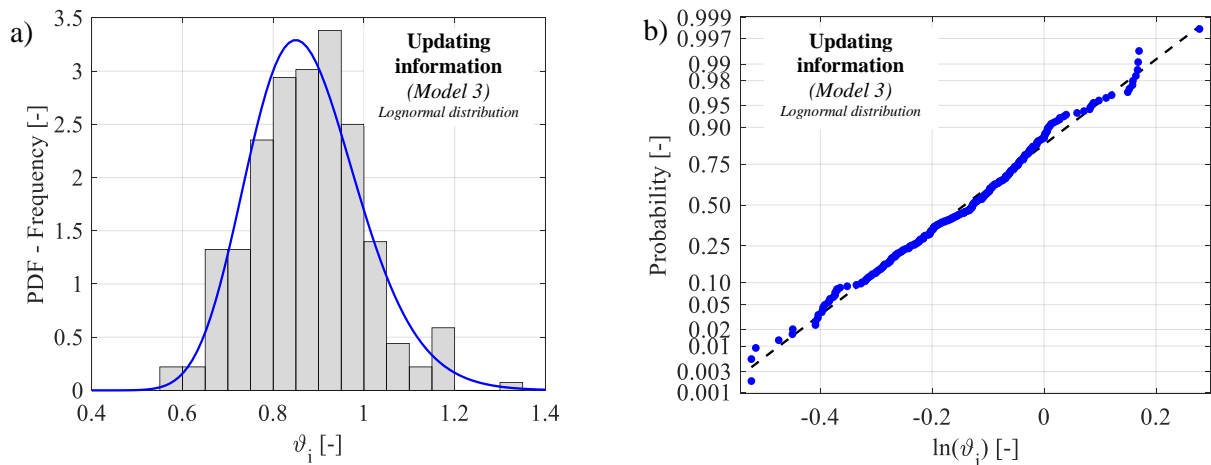 a)
Updating
information
(Model 3)
Lognormal distribution
PDF - Frequency [-]
3.5
3
2.5
2
1.5
1
0.5
0
0.4
0.6
0.8
1
1.2
1.4
ϑi [-]
b)
Updating
information
(Model 3)
Lognormal distribution
Probability [-]
0.999
0.997
0.99
0.98
0.95
0.90
0.75
0.50
0.25
0.10
0.05
0.02
0.01
0.003
0.001
-0.4
-0.2
0
0.2
ln(ϑi) [-]